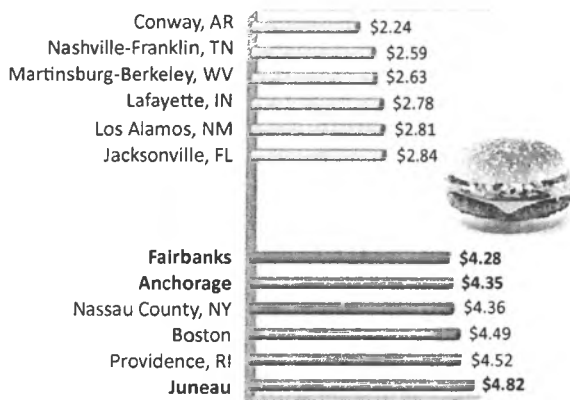 Conway, AR $2.24
Nashville-Franklin, TN $2.59
Martinsburg-Berkeley, WV $2.63
Lafayette, IN $2.78
Los Alamos, NM $2.81
Jacksonville, FL $2.84
Fairbanks $4.28
Anchorage $4.35
Nassau County, NY $4.36
Boston $4.49
Providence, RI $4.52
Juneau $4.82